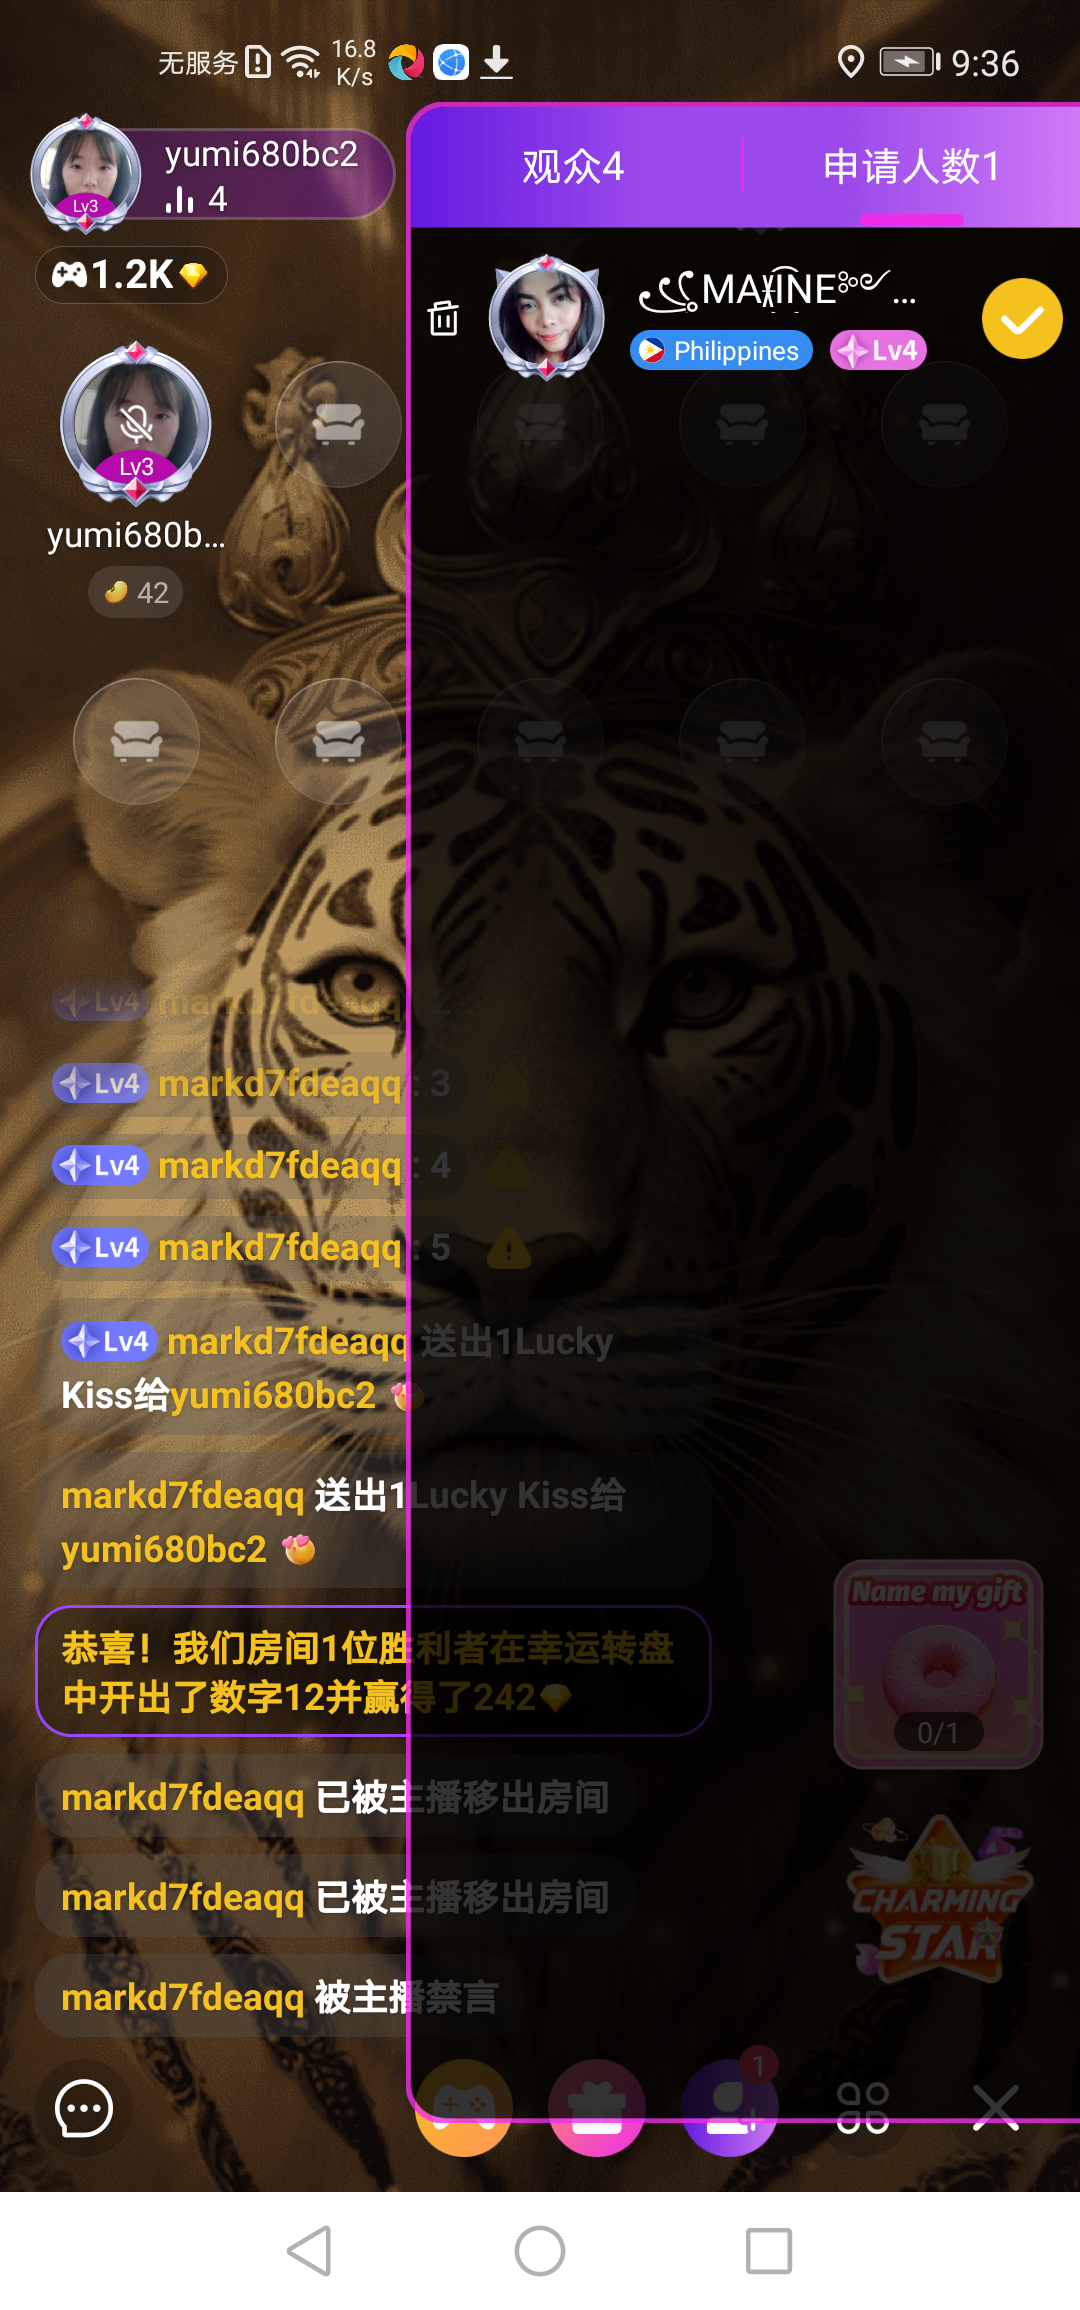 无服务
16.8
K/s
9:36
yumi680bc2
4
Lv3
1.2K
观众4
申请人数1
Philippines
Lv4
Lv3
yumi680b...
42
Lv4 markd7fdeaqq : 2
Lv4 markd7fdeaqq : 3
Lv4 markd7fdeaqq : 4
Lv4 markd7fdeaqq : 5
Lv4 markd7fdeaqq 送出1Lucky
Kiss给yumi680bc2
markd7fdeaqq 送出1Lucky Kiss给
yumi680bc2
恭喜！我们房间1位胜利者在幸运转盘
中开出了数字12并赢得了242
markd7fdeaqq 已被主播移出房间
markd7fdeaqq 已被主播移出房间
markd7fdeaqq 被主播禁言
Name my gift
0/1
CHARMING
STAR
1